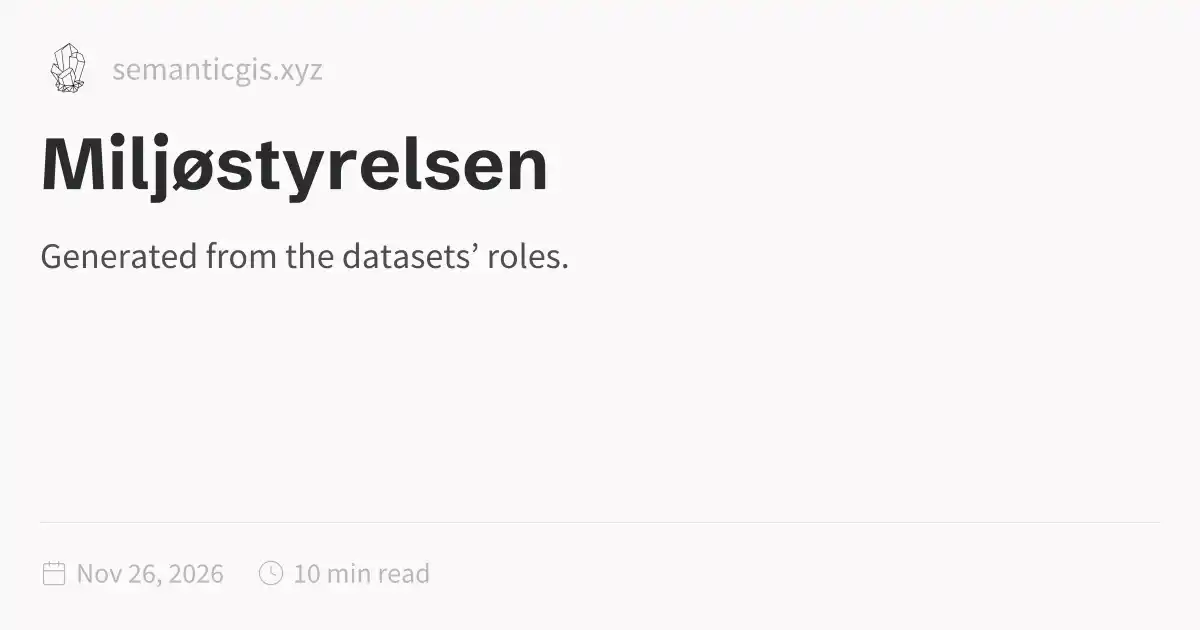 semanticgis.xyz
Miljøstyrelsen
Generated from the datasets’ roles.
Nov 26, 2026
10 min read